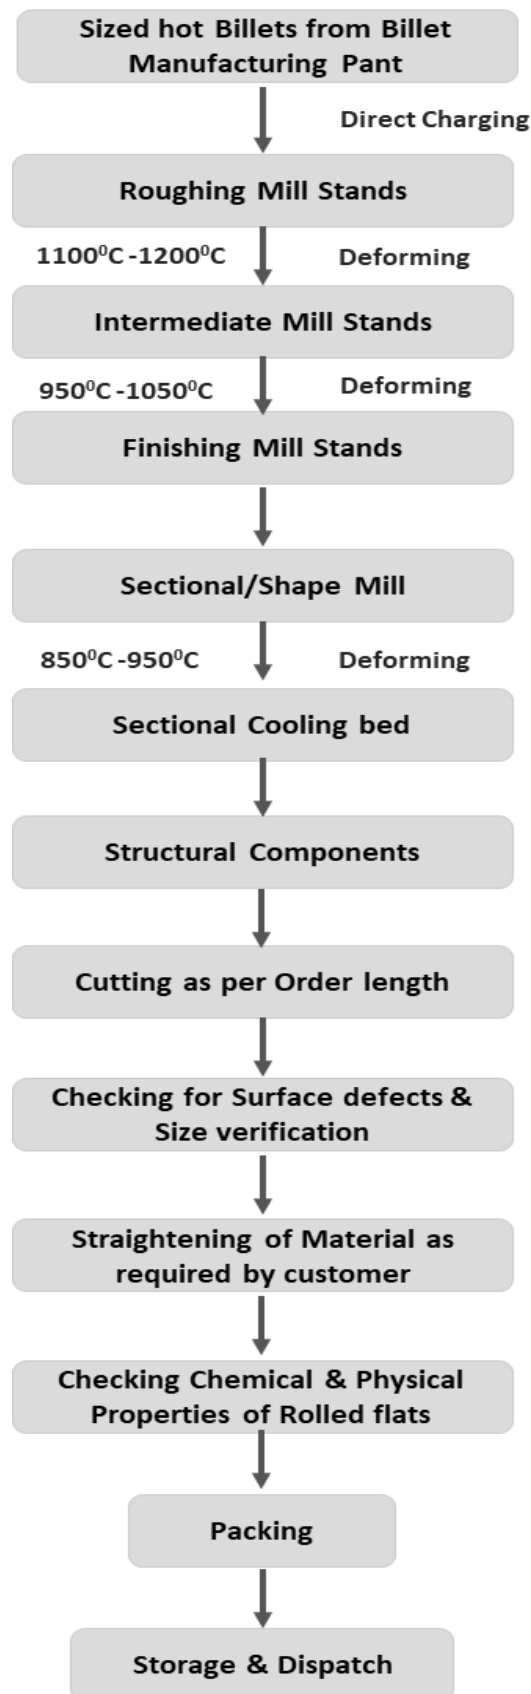 Sized hot Billets from Billet
Manufacturing Pant
Direct Charging
Roughing Mill Stands
1100⁰C -1200⁰C
Deforming
Intermediate Mill Stands
950⁰C -1050⁰C
Deforming
Finishing Mill Stands
Sectional/Shape Mill
850⁰C -950⁰C
Deforming
Sectional Cooling bed
Structural Components
Cutting as per Order length
Checking for Surface defects &
Size verification
Straightening of Material as
required by customer
Checking Chemical & Physical
Properties of Rolled flats
Packing
Storage & Dispatch